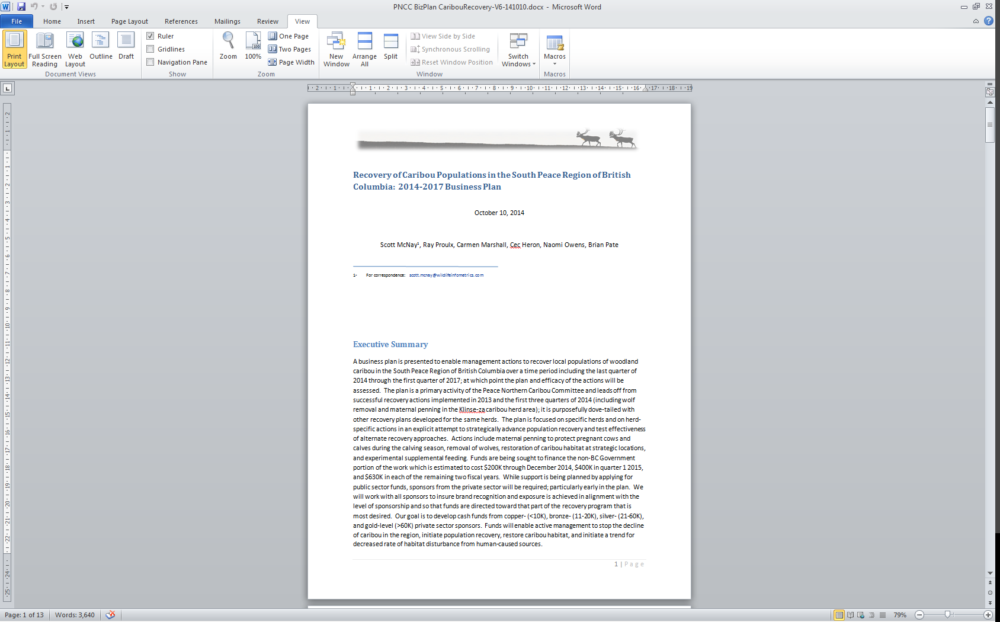 PNCC BizPlan CaribouRecovery-V6-141010.docx - Microsoft Word
File Home Insert Page Layout References Mailings Review View
Print Layout
Full Screen Reading
Web Layout
Outline
Draft
Document Views
Ruler
Gridlines
Navigation Pane
Show
Zoom
100%
One Page
Two Pages
Page Width
Zoom
New Window
Arrange All
Split
View Side by Side
Synchronous Scrolling
Reset Window Position
Window
Switch Windows
Macros
Macros
2 1 1 2 3 4 5 6 7 8 9 10 11 12 13 14 15 16 17 18 19
Recovery of Caribou Populations in the South Peace Region of British
Columbia: 2014-2017 Business Plan
October 10, 2014
Scott McNay¹, Ray Proulx, Carmen Marshall, Cec Heron, Naomi Owens, Brian Pate
1- For correspondence: scott.mcnay@wildlifeinfometrics.com
Executive Summary
A business plan is presented to enable management actions to recover local populations of woodland
caribou in the South Peace Region of British Columbia over a time period including the last quarter of
2014 through the first quarter of 2017; at which point the plan and efficacy of the actions will be
assessed. The plan is a primary activity of the Peace Northern Caribou Committee and leads off from
successful recovery actions implemented in 2013 and the first three quarters of 2014 (including wolf
removal and maternal penning in the Klinse-za caribou herd area); it is purposefully dove-tailed with
other recovery plans developed for the same herds. The plan is focused on specific herds and on herd-
specific actions in an explicit attempt to strategically advance population recovery and test effectiveness
of alternate recovery approaches. Actions include maternal penning to protect pregnant cows and
calves during the calving season, removal of wolves, restoration of caribou habitat at strategic locations,
and experimental supplemental feeding. Funds are being sought to finance the non-BC Government
portion of the work which is estimated to cost $200K through December 2014, $400K in quarter 1 2015,
and $630K in each of the remaining two fiscal years. While support is being planned by applying for
public sector funds, sponsors from the private sector will be required; particularly early in the plan. We
will work with all sponsors to insure brand recognition and exposure is achieved in alignment with the
level of sponsorship and so that funds are directed toward that part of the recovery program that is
most desired. Our goal is to develop cash funds from copper- (<10K), bronze- (11-20K), silver- (21-60K),
and gold-level (>60K) private sector sponsors. Funds will enable active management to stop the decline
of caribou in the region, initiate population recovery, restore caribou habitat, and initiate a trend for
decreased rate of habitat disturbance from human-caused sources.
1 | Page
Page: 1 of 13 Words: 3,640 79%